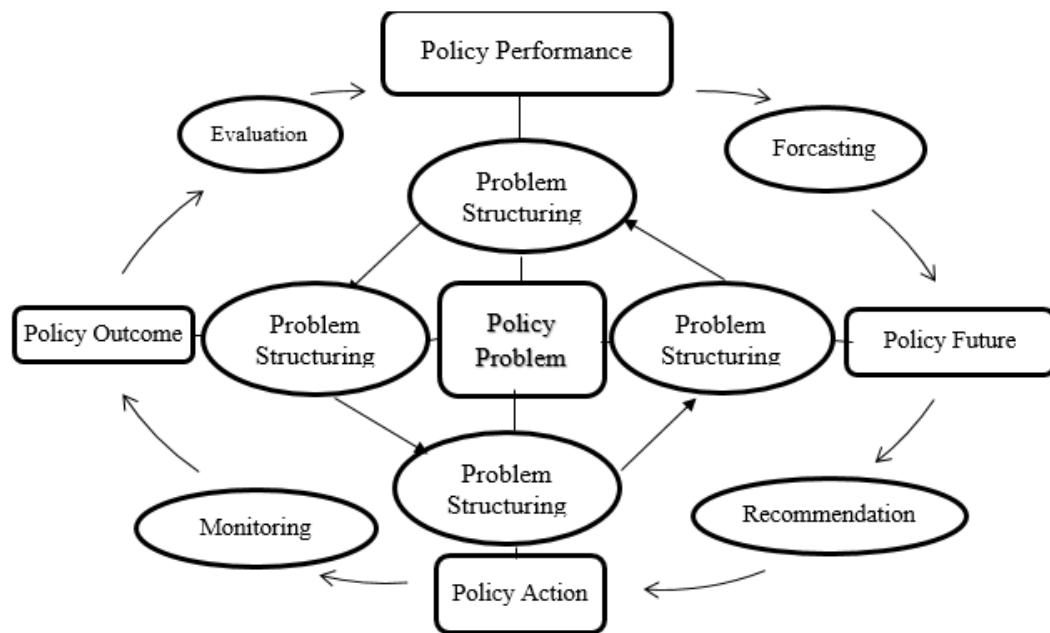 Policy Performance
Evaluation
Forcasting
Problem
Structuring
Policy Outcome
Problem
Structuring
Policy
Problem
Problem
Structuring
Policy Future
Problem
Structuring
Monitoring
Recommendation
Policy Action